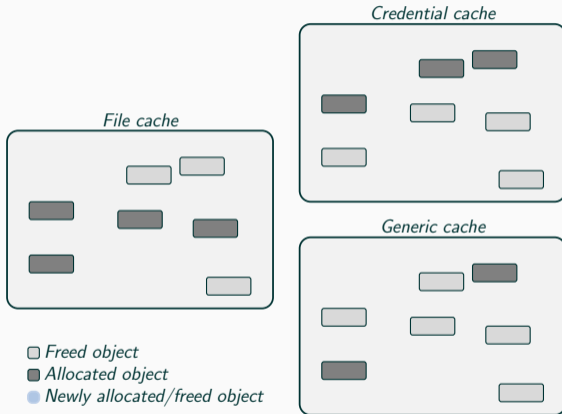 Credential cache
File cache
Generic cache
Freed object
Allocated object
Newly allocated/freed object